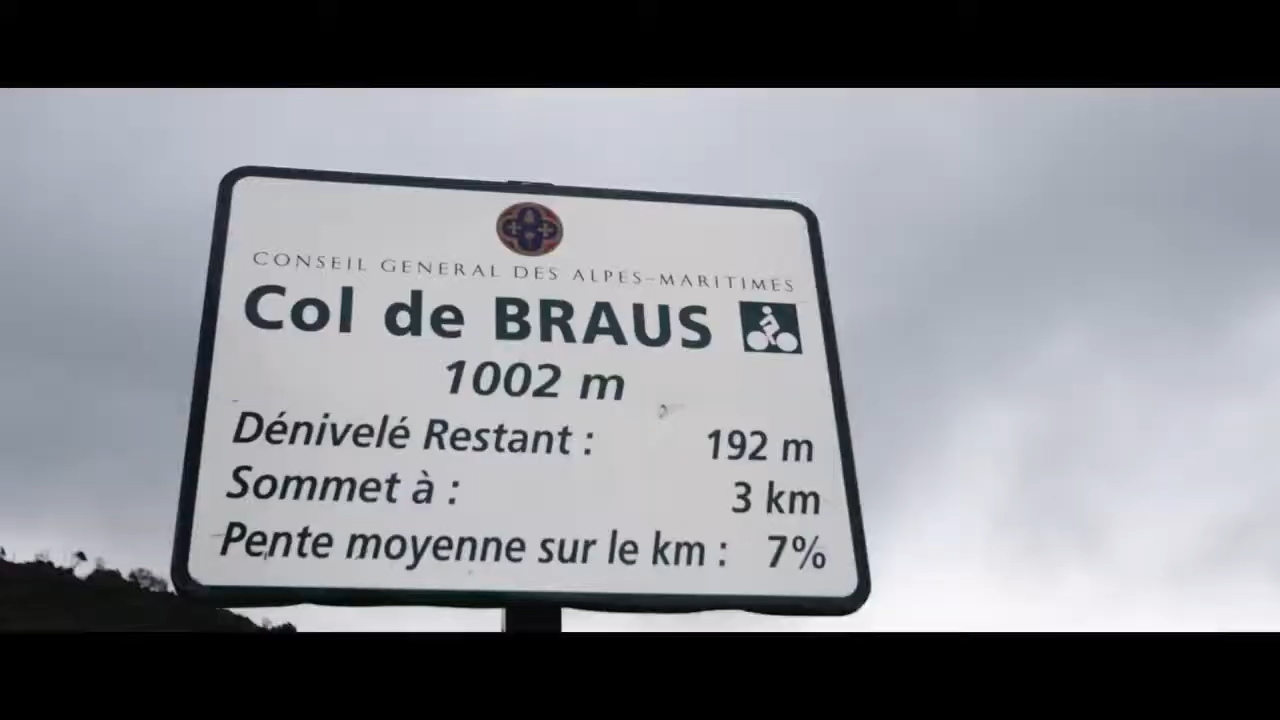 CONSEIL GENERAL DES ALPES-MARITIMES
Col de BRAUS
1002 m
Dénivelé Restant : 192 m
Sommet à : 3 km
Pente moyenne sur le km : 7%